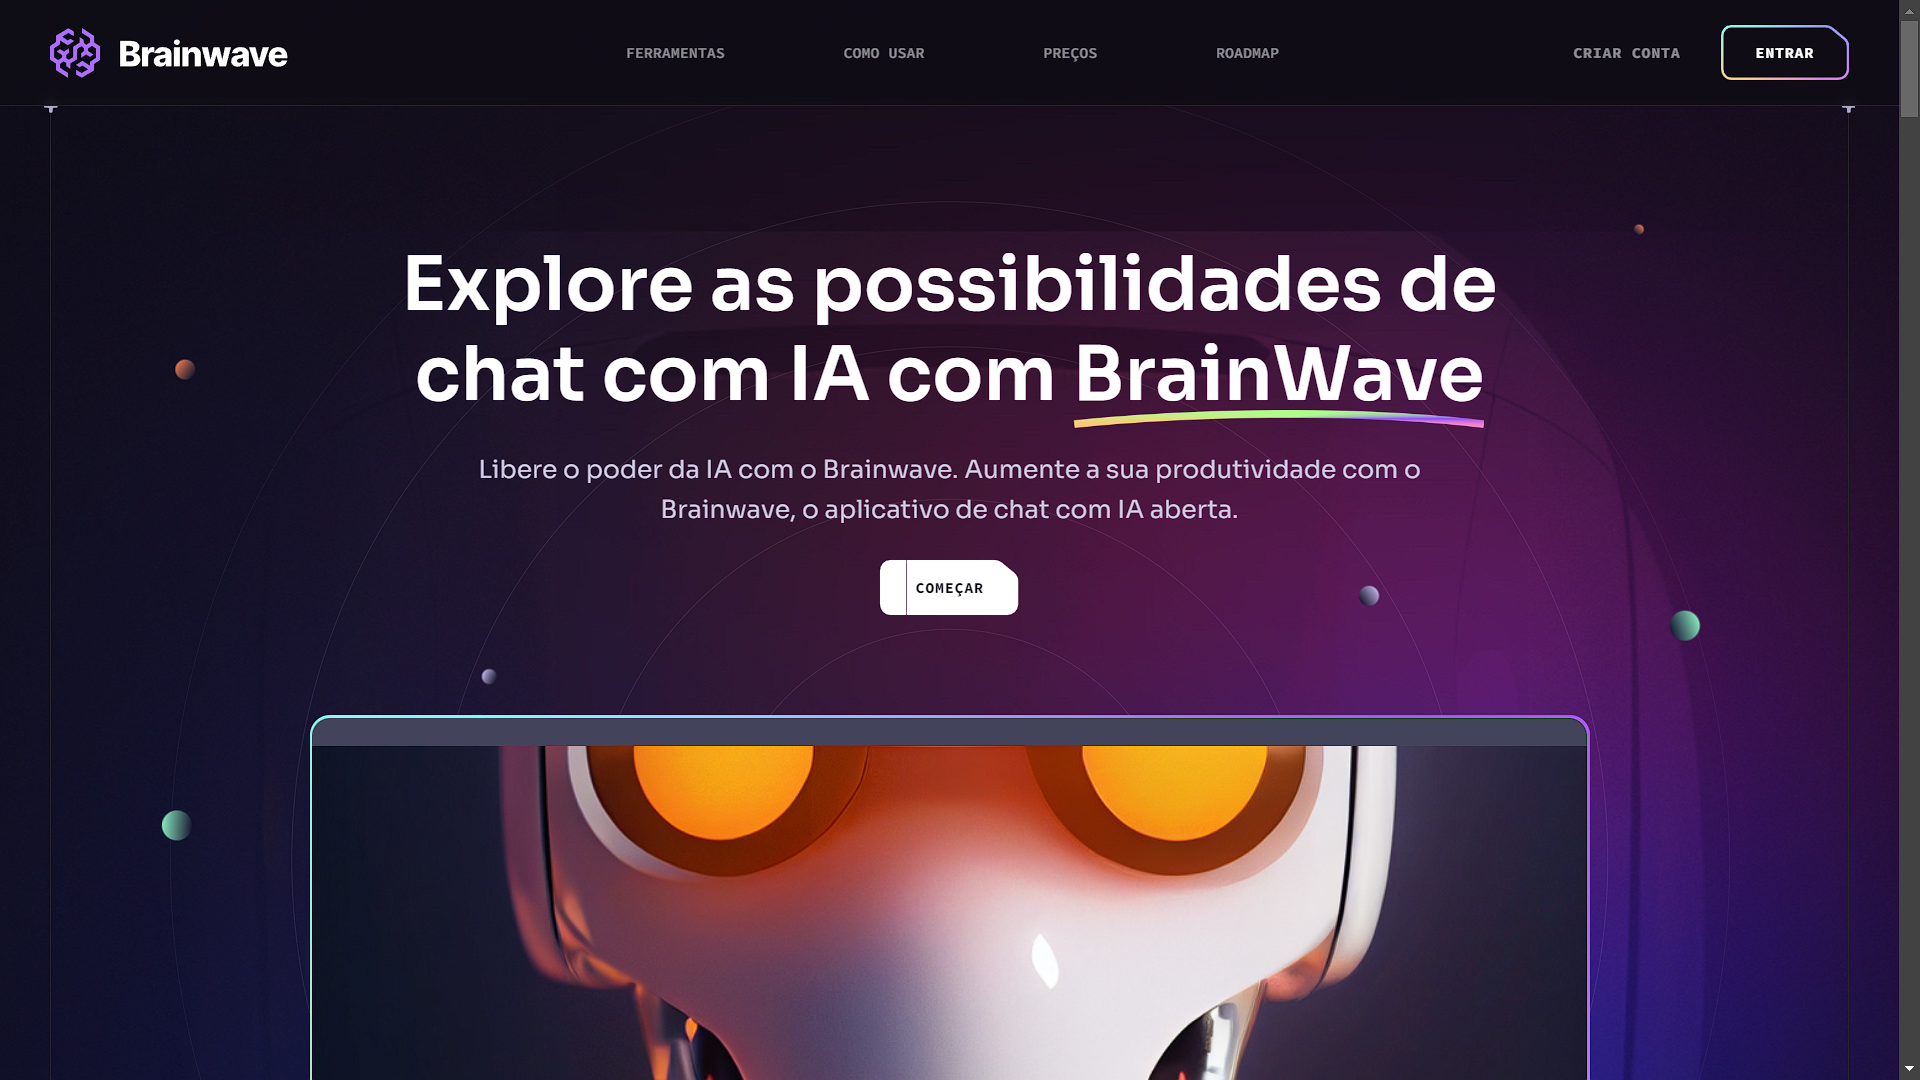 Brainwave
FERRAMENTAS
COMO USAR
PREÇOS
ROADMAP
CRIAR CONTA
ENTRAR
Explore as possibilidades de
chat com IA com BrainWave
Libere o poder da IA com o Brainwave. Aumente a sua produtividade com o
Brainwave, o aplicativo de chat com IA aberta.
COMEÇAR